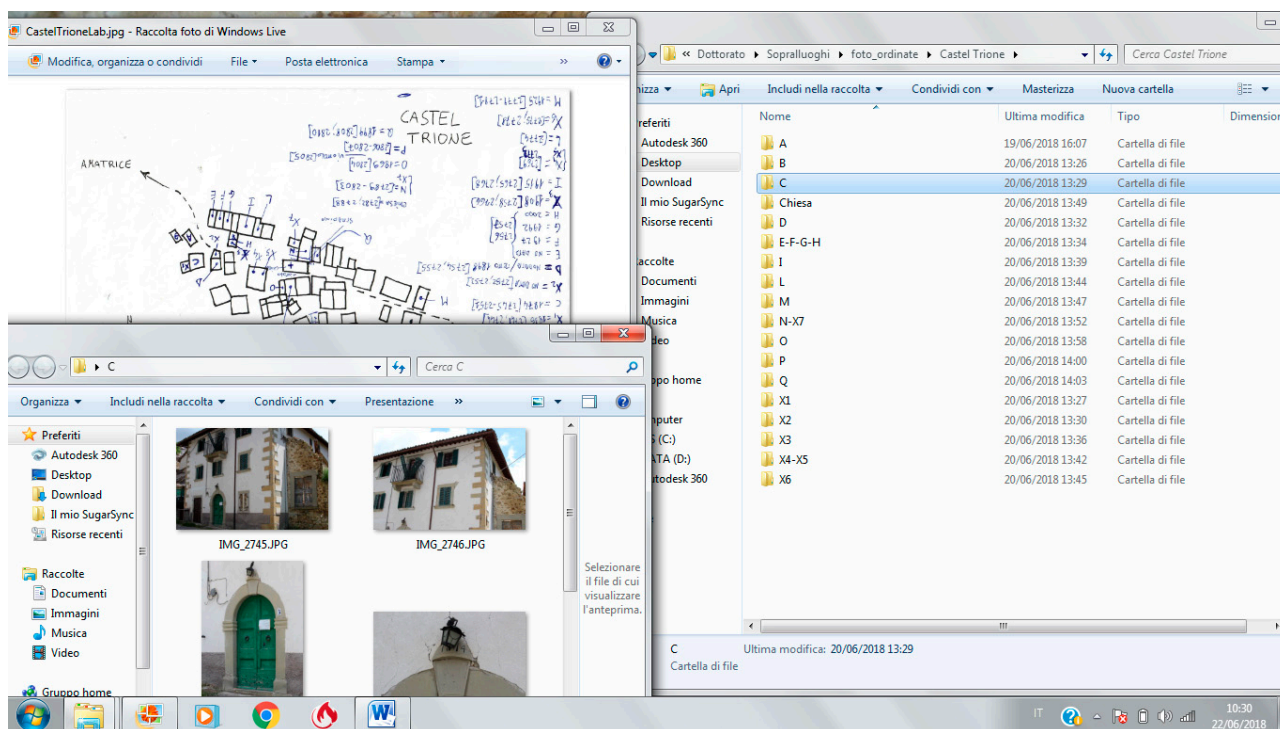 CastelTrioneLab.jpg - Raccolta foto di Windows Live
Modifica, organizza o condividi File Posta elettronica Stampa »
CASTEL
TRIONE
AMATRICE
C
Cerca C
Organizza Includi nella raccolta Condividi con Presentazione »
Preferiti
Autodesk 360
Desktop
Download
Il mio SugarSync
Risorse recenti
Raccolte
Documenti
Immagini
Musica
Video
Gruppo home
IMG_2745.JPG IMG_2746.JPG
Selezionare
il file di cui
visualizzare
l'anteprima.
« Dottorato Sopralluoghi foto_ordinate Castel Trione
Cerca Castel Trione
nizza Apri Includi nella raccolta Condividi con Masterizza Nuova cartella
Nome Ultima modifica Tipo Dimension
referiti
Autodesk 360
Desktop
Download
Il mio SugarSync
Risorse recenti
accolte
Documenti
Immagini
Musica
deo
ppo home
mputer
S (C:)
ATA (D:)
utodesk 360
A 19/06/2018 16:07 Cartella di file
B 20/06/2018 13:26 Cartella di file
C 20/06/2018 13:29 Cartella di file
Chiesa 20/06/2018 13:49 Cartella di file
D 20/06/2018 13:32 Cartella di file
E-F-G-H 20/06/2018 13:34 Cartella di file
I 20/06/2018 13:39 Cartella di file
L 20/06/2018 13:44 Cartella di file
M 20/06/2018 13:47 Cartella di file
N-X7 20/06/2018 13:52 Cartella di file
O 20/06/2018 13:58 Cartella di file
P 20/06/2018 14:00 Cartella di file
Q 20/06/2018 14:03 Cartella di file
X1 20/06/2018 13:27 Cartella di file
X2 20/06/2018 13:30 Cartella di file
X3 20/06/2018 13:36 Cartella di file
X4-X5 20/06/2018 13:42 Cartella di file
X6 20/06/2018 13:45 Cartella di file
C Ultima modifica: 20/06/2018 13:29
Cartella di file
IT
10:30
22/06/2018